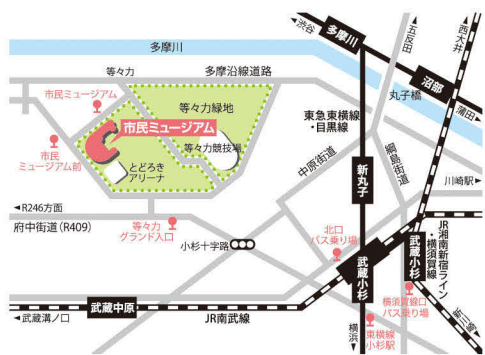 渋谷
多摩川
五反田
西大井
多摩川
等々力
多摩沿線道路
沼部
丸子橋
蒲田
市民ミュージアム
等々力緑地
東急東横線
・目黒線
市民ミュージアム
等々力競技場
中原街道
綱島街道
市民
ミュージアム前
とどろき
アリーナ
新丸子
川崎駅
R246方面
府中街道(R409)
等々力
グランド入口
小杉十字路
北口
バス乗り場
武蔵小杉
武蔵小杉
JR湘南新宿ライン
・横須賀線
横須賀線口
バス乗り場
新川崎
武蔵中原
武蔵溝ノ口
JR南武線
横浜
東横線
小杉駅